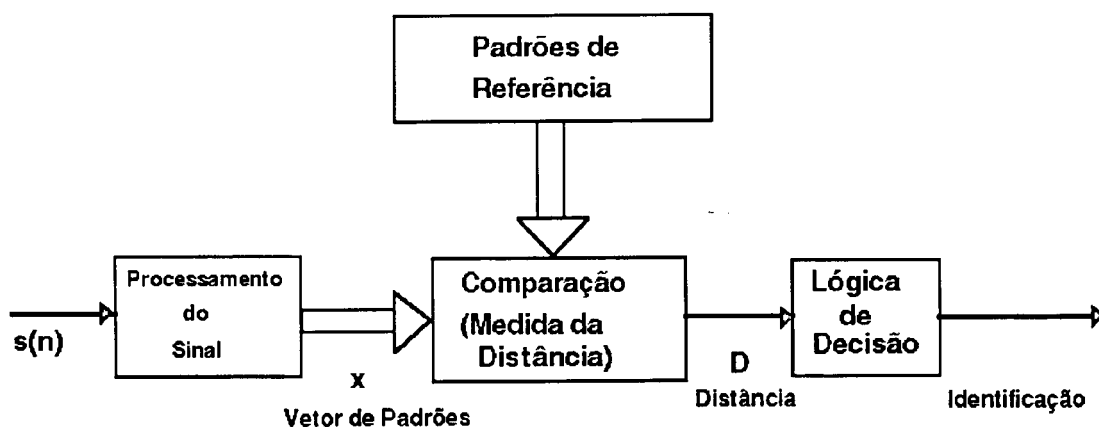 Padrões de
Referência
Processamento
do
Sinal
Comparação
(Medida da
Distância)
Lógica
de
Decisão
s(n)
x
Vetor de Padrões
D
Distância
Identificação